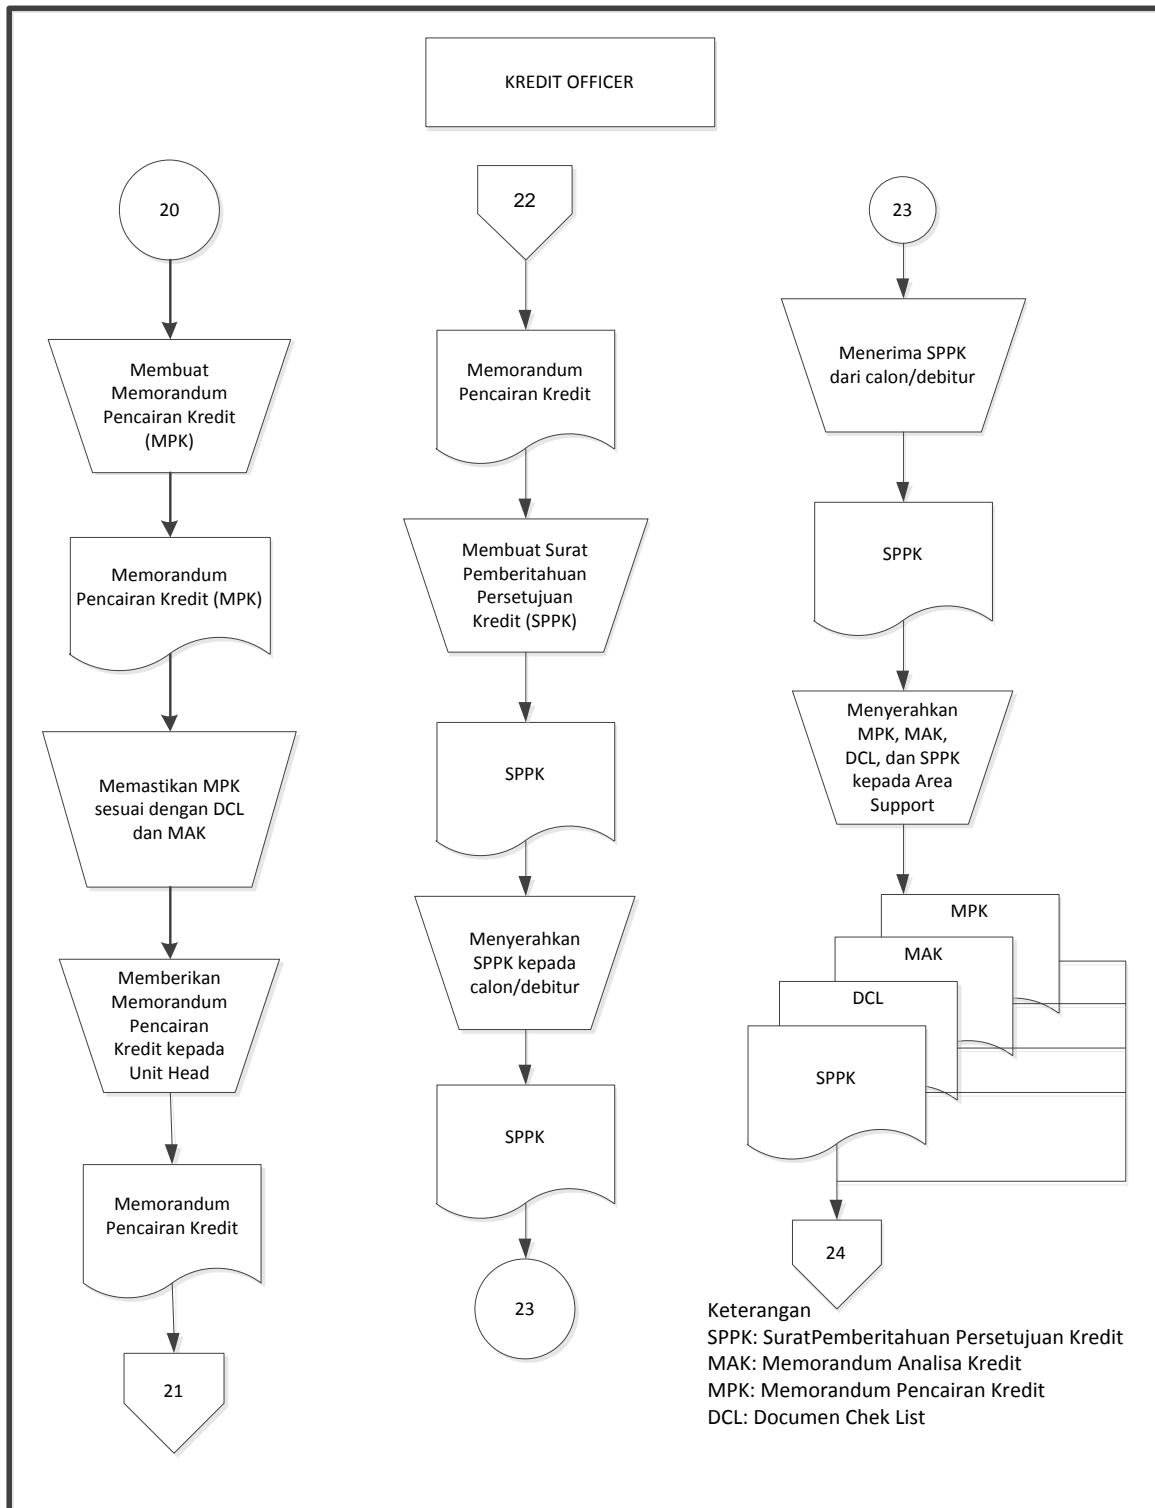 KREDIT OFFICER
20
Membuat
Memorandum
Pencairan Kredit
(MPK)
Memorandum
Pencairan Kredit (MPK)
Memastikan MPK
sesuai dengan DCL
dan MAK
Memberikan
Memorandum
Pencairan
Kredit kepada
Unit Head
Memorandum
Pencairan Kredit
21
22
Memorandum
Pencairan Kredit
Membuat Surat
Pemberitahuan
Persetujuan
Kredit (SPPK)
SPPK
Menyerahkan
SPPK kepada
calon/debitur
SPPK
23
23
Menerima SPPK
dari calon/debitur
SPPK
Menyerahkan
MPK, MAK,
DCL, dan SPPK
kepada Area
Support
MPK
MAK
DCL
SPPK
24
Keterangan
SPPK: SuratPemberitahuan Persetujuan Kredit
MAK: Memorandum Analisa Kredit
MPK: Memorandum Pencairan Kredit
DCL: Documen Chek List